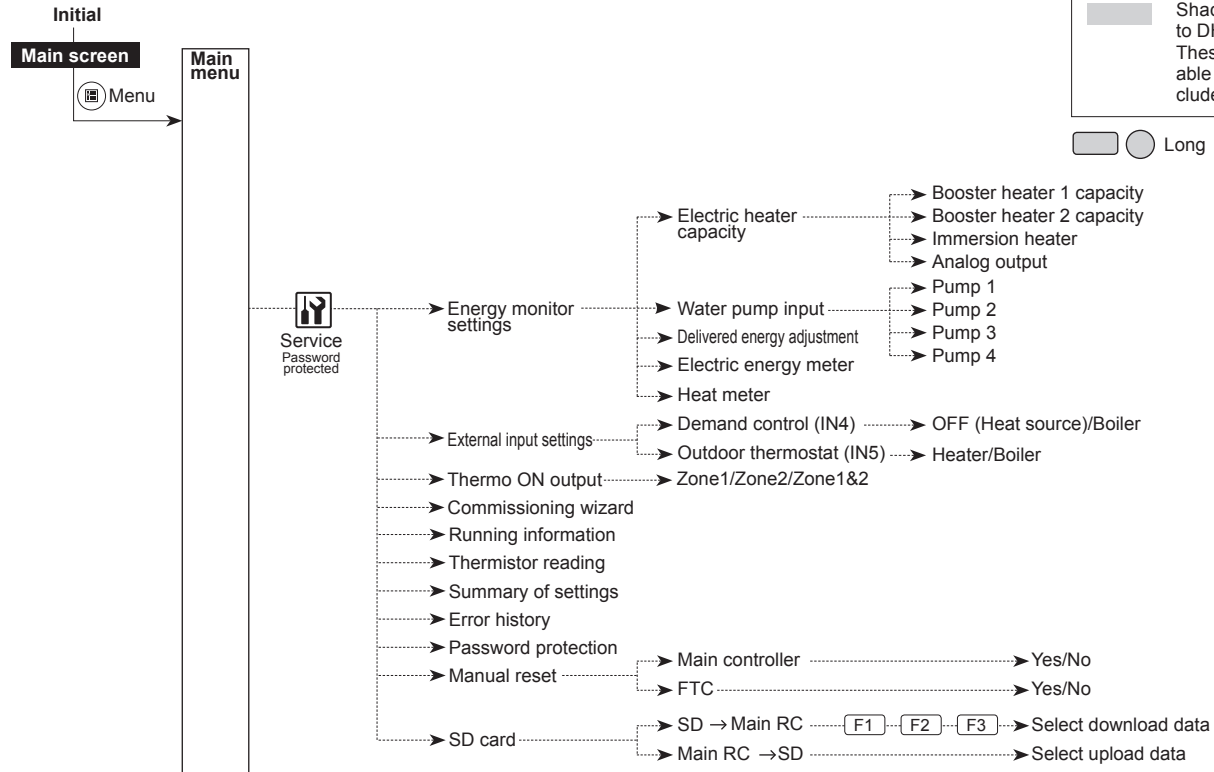 Initial
Main screen
Menu
Main
menu
to DH
able
Long
Service
Password
protected
Energy monitor
settings
Electric heater
capacity
Booster heater 1 capacity
Booster heater 2 capacity
Immersion heater
Analog output
Water pump input
Pump 1
Pump 2
Pump 3
Pump 4
Delivered energy adjustment
Electric energy meter
Heat meter
External input settings
Demand control (IN4)
OFF (Heat source)/Boiler
Outdoor thermostat (IN5)
Heater/Boiler
Thermo ON output
Zone1/Zone2/Zone1&2
Commissioning wizard
Running information
Thermistor reading
Summary of settings
Error history
Password protection
Manual reset
Main controller
Yes/No
FTC
Yes/No
SD card
SD → Main RC
F1
F2
F3
Select download data
Main RC → SD
Select upload data